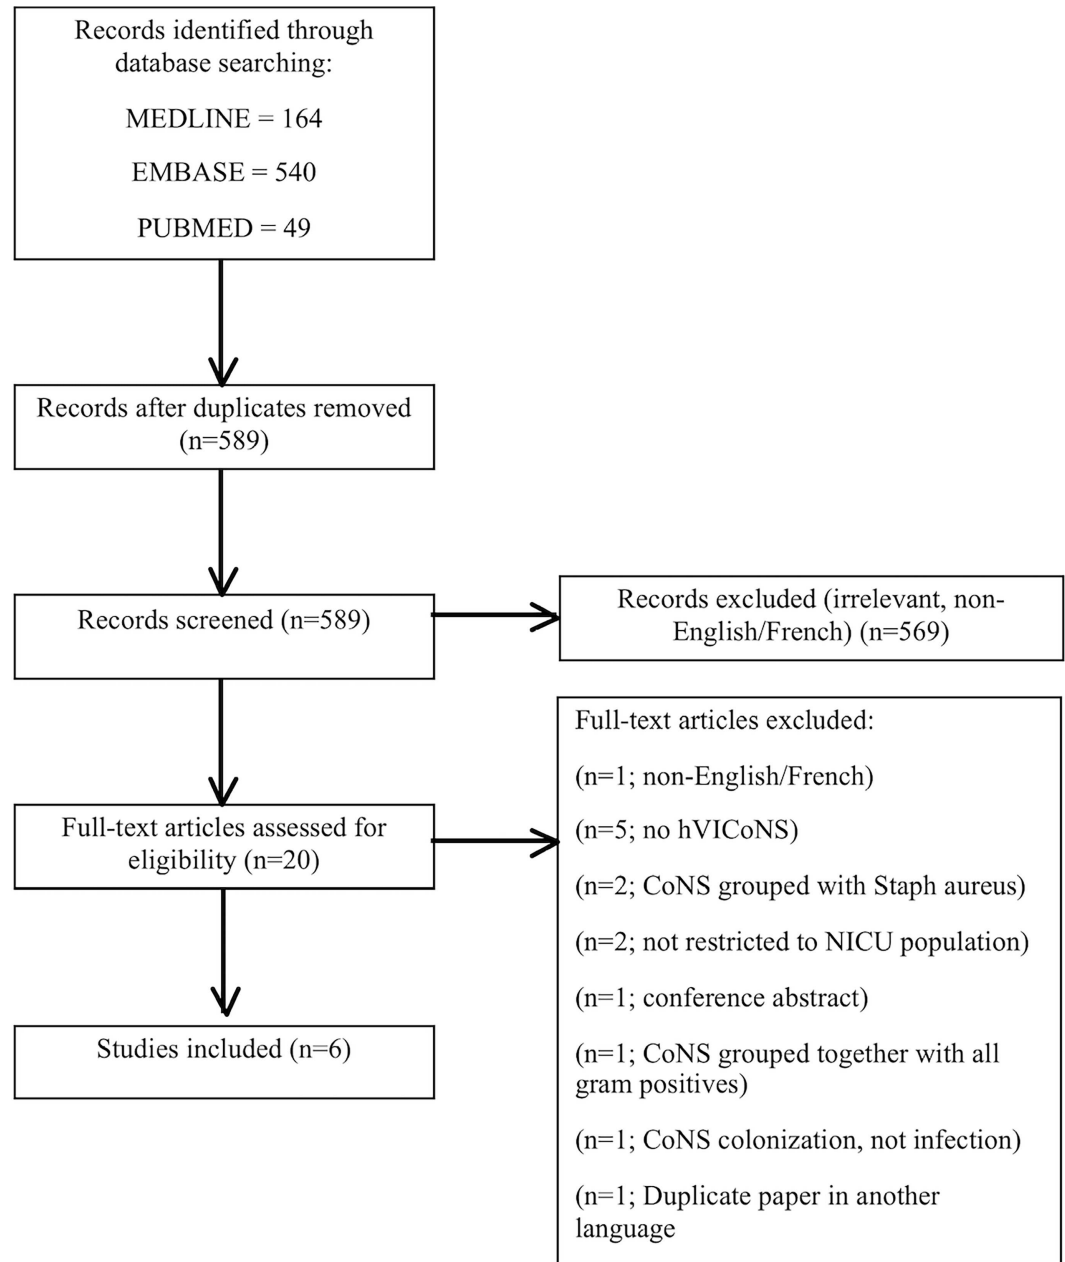 Records identified through
database searching:
MEDLINE = 164
EMBASE = 540
PUBMED = 49
Records after duplicates removed
(n=589)
Records screened (n=589)
Records excluded (irrelevant, non-
English/French) (n=569)
Full-text articles assessed for
eligibility (n=20)
Full-text articles excluded:
(n=1; non-English/French)
(n=5; no hVICoNS)
(n=2; CoNS grouped with Staph aureus)
(n=2; not restricted to NICU population)
(n=1; conference abstract)
(n=1; CoNS grouped together with all
gram positives)
(n=1; CoNS colonization, not infection)
(n=1; Duplicate paper in another
language
Studies included (n=6)